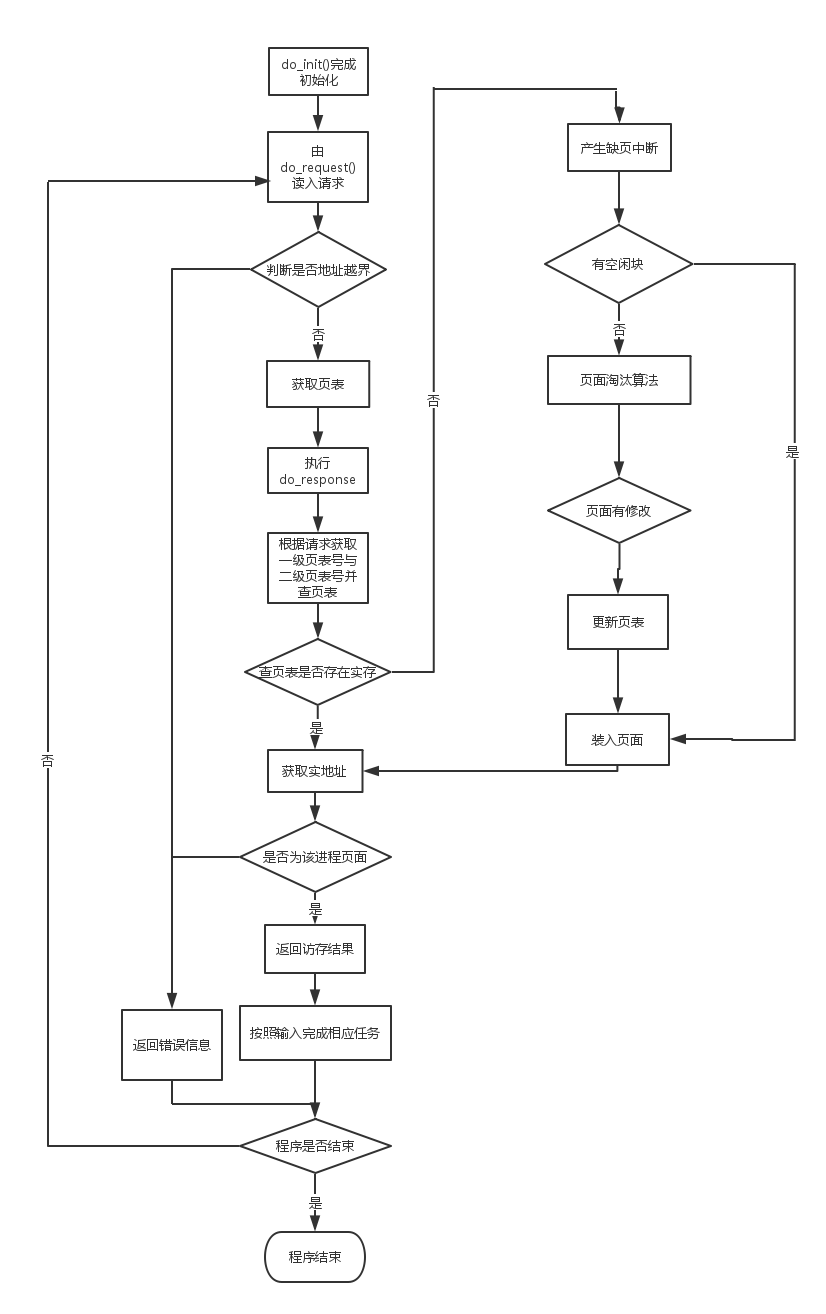 do_init()完成
初始化
由
do_request()
读入请求
判断是否地址越界
否
获取页表
执行
do_response
根据请求获取
一级页表号与
二级页表号并
查页表
查页表是否存在实存
否
是
产生缺页中断
有空闲块
否
是
页面淘汰算法
页面有修改
更新页表
装入页面
获取实地址
是否为该进程页面
是
返回访存结果
按照输入完成相应任务
返回错误信息
程序是否结束
否
是
程序结束